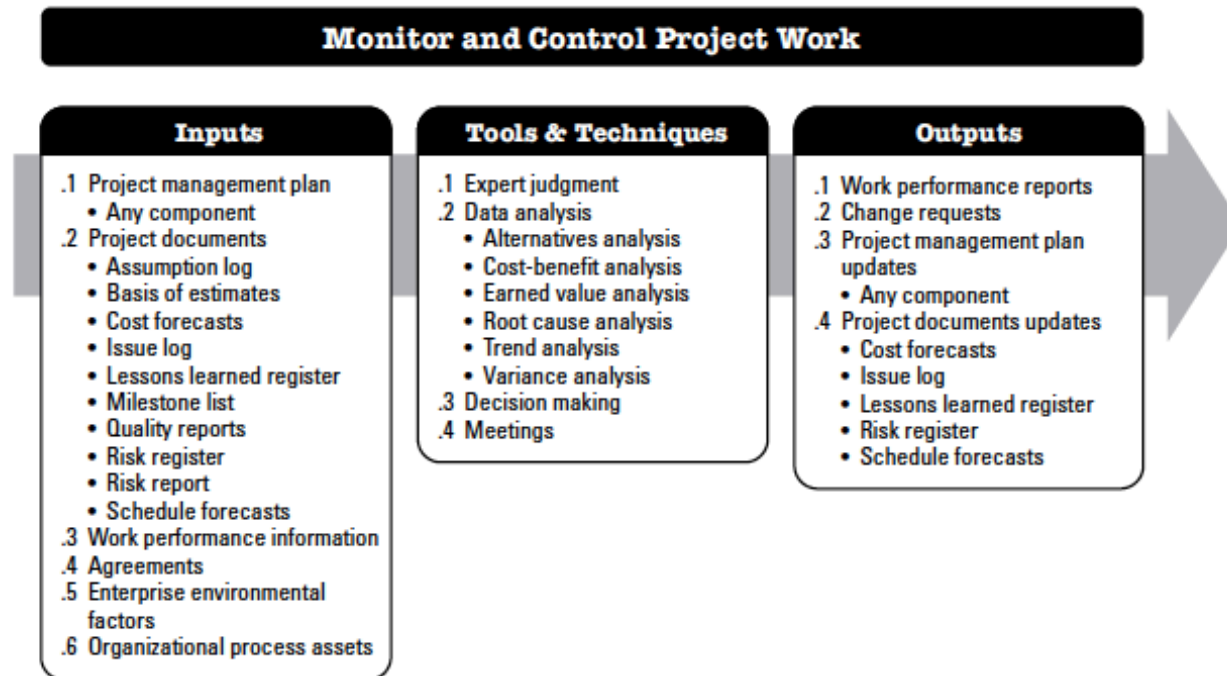 Monitor and Control Project Work
Inputs
.1 Project management plan
• Any component
.2 Project documents
• Assumption log
• Basis of estimates
• Cost forecasts
• Issue log
• Lessons learned register
• Milestone list
• Quality reports
• Risk register
• Risk report
• Schedule forecasts
.3 Work performance information
.4 Agreements
.5 Enterprise environmental
factors
.6 Organizational process assets
Tools & Techniques
.1 Expert judgment
.2 Data analysis
• Alternatives analysis
• Cost-benefit analysis
• Earned value analysis
• Root cause analysis
• Trend analysis
• Variance analysis
.3 Decision making
.4 Meetings
Outputs
.1 Work performance reports
.2 Change requests
.3 Project management plan
updates
• Any component
.4 Project documents updates
• Cost forecasts
• Issue log
• Lessons learned register
• Risk register
• Schedule forecasts